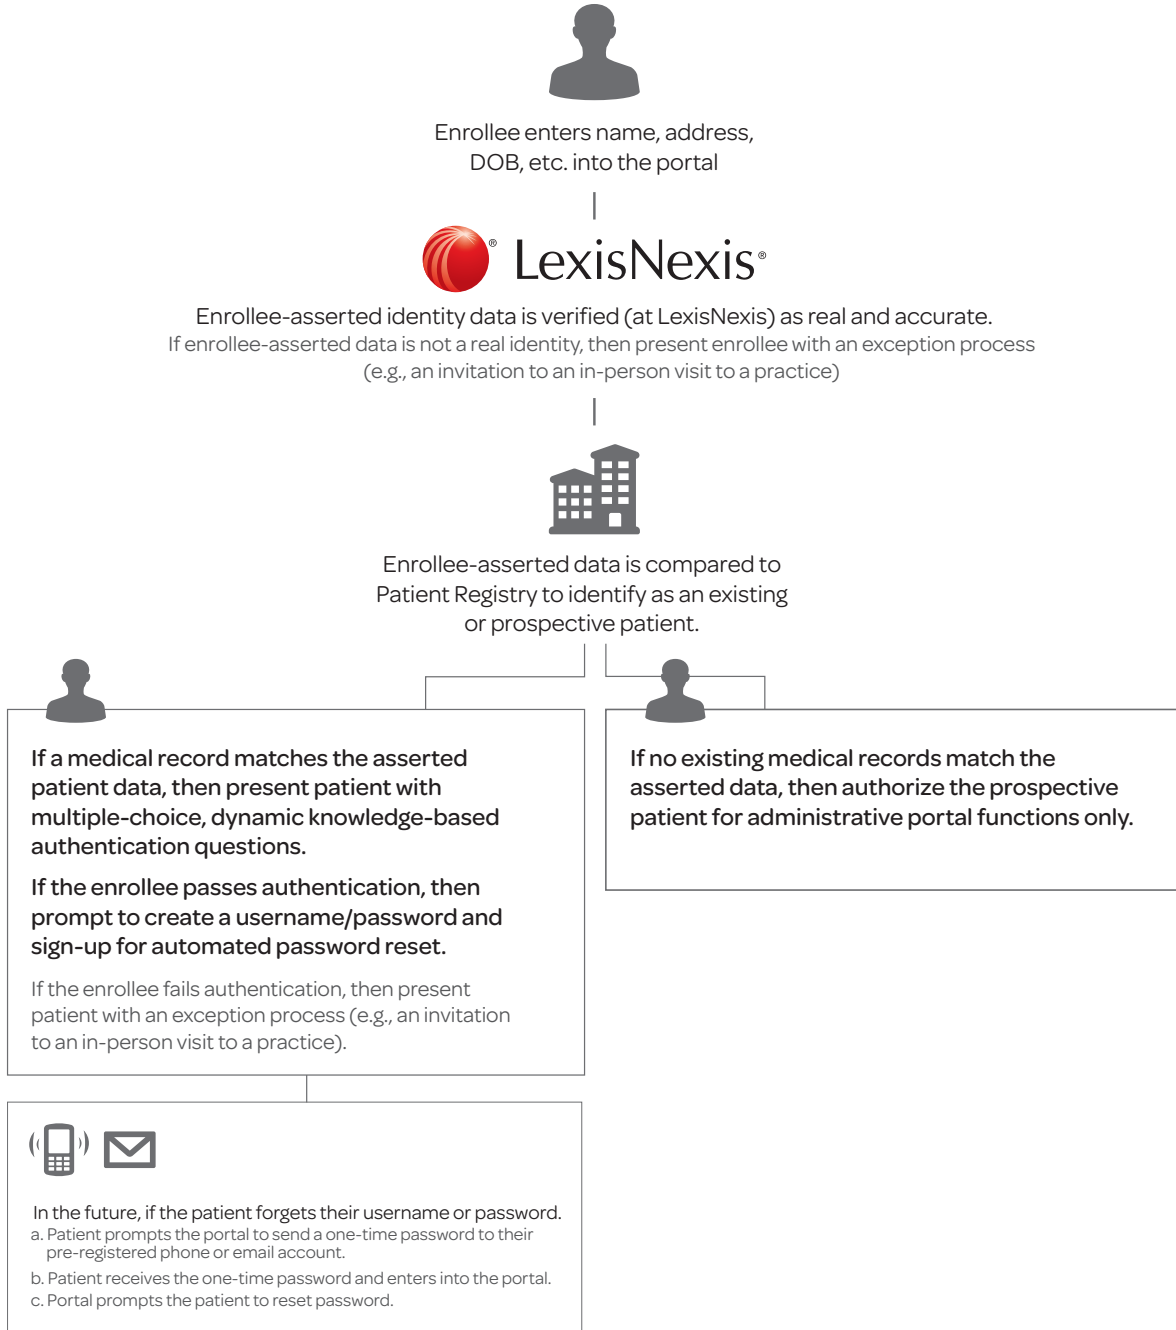 Enrollee enters name, address,
DOB, etc. into the portal
® LexisNexis®
Enrollee-asserted identity data is verified (at LexisNexis) as real and accurate.
If enrollee-asserted data is not a real identity, then present enrollee with an exception process
(e.g., an invitation to an in-person visit to a practice)
Enrollee-asserted data is compared to
Patient Registry to identify as an existing
or prospective patient.
If a medical record matches the asserted
patient data, then present patient with
multiple-choice, dynamic knowledge-based
authentication questions.
If the enrollee passes authentication, then
prompt to create a username/password and
sign-up for automated password reset.
If the enrollee fails authentication, then present
patient with an exception process (e.g., an invitation
to an in-person visit to a practice).
If no existing medical records match the
asserted data, then authorize the prospective
patient for administrative portal functions only.
In the future, if the patient forgets their username or password.
a. Patient prompts the portal to send a one-time password to their
pre-registered phone or email account.
b. Patient receives the one-time password and enters into the portal.
c. Portal prompts the patient to reset password.